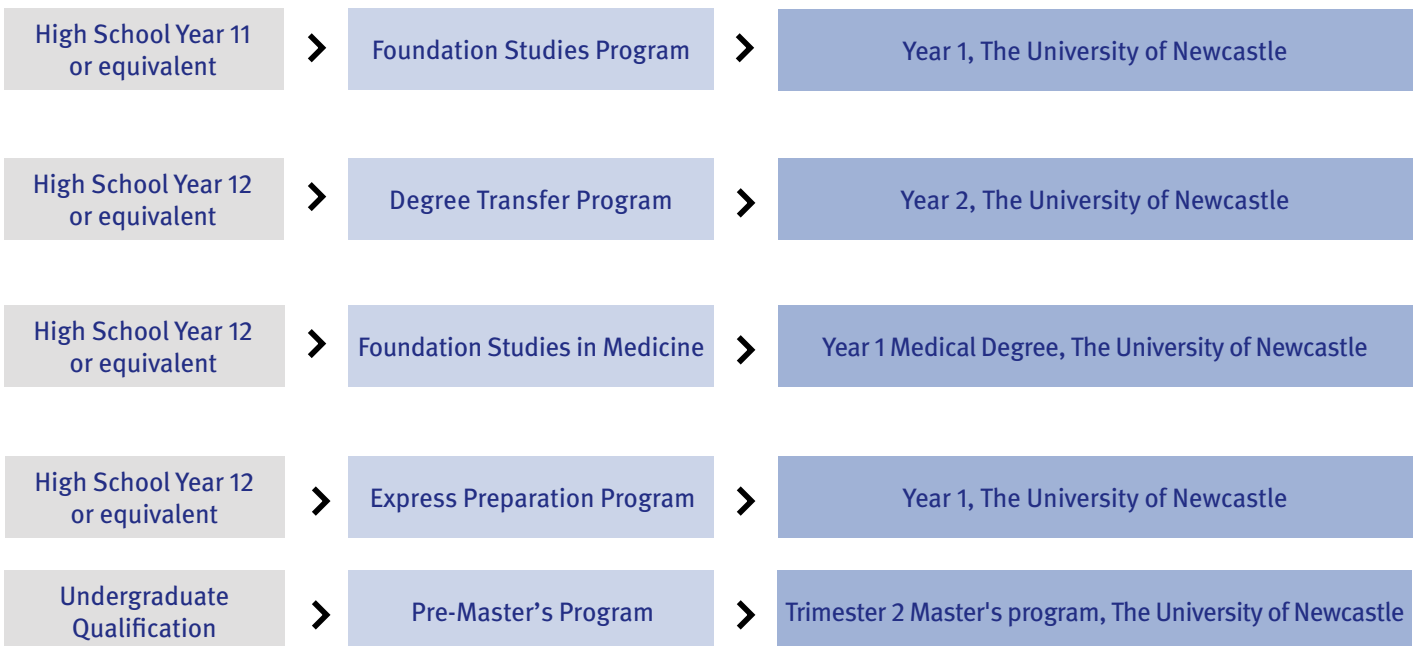 High School Year 11
or equivalent
Foundation Studies Program
Year 1, The University of Newcastle
High School Year 12
or equivalent
Degree Transfer Program
Year 2, The University of Newcastle
High School Year 12
or equivalent
Foundation Studies in Medicine
Year 1 Medical Degree, The University of Newcastle
High School Year 12
or equivalent
Express Preparation Program
Year 1, The University of Newcastle
Undergraduate
Qualification
Pre-Master’s Program
Trimester 2 Master's program, The University of Newcastle